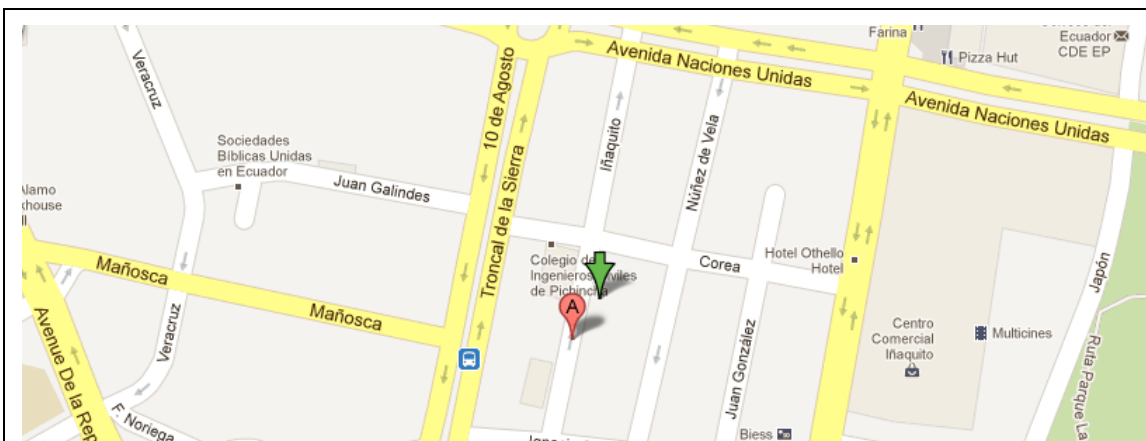 Farina
Ecuador
CDE EP
Pizza Hut
Avenida Naciones Unidas
Avenida Naciones Unidas
Veracruz
10 de Agosto
Sociedades
Bíblicas Unidas
en Ecuador
Iñaquito
Núñez de Vela
Troncal de la Sierra
Juan Galindes
Mañosca
Mañosca
Colegio de
Ingenieros Civiles
de Pichincha
A
Corea
Hotel Othello
Hotel
Japón
Veracruz
Avenue De La Rep
Centro
Comercial
Iñaquito
Multicines
Juan González
Ruta Parque La
F. Noriega
Biess